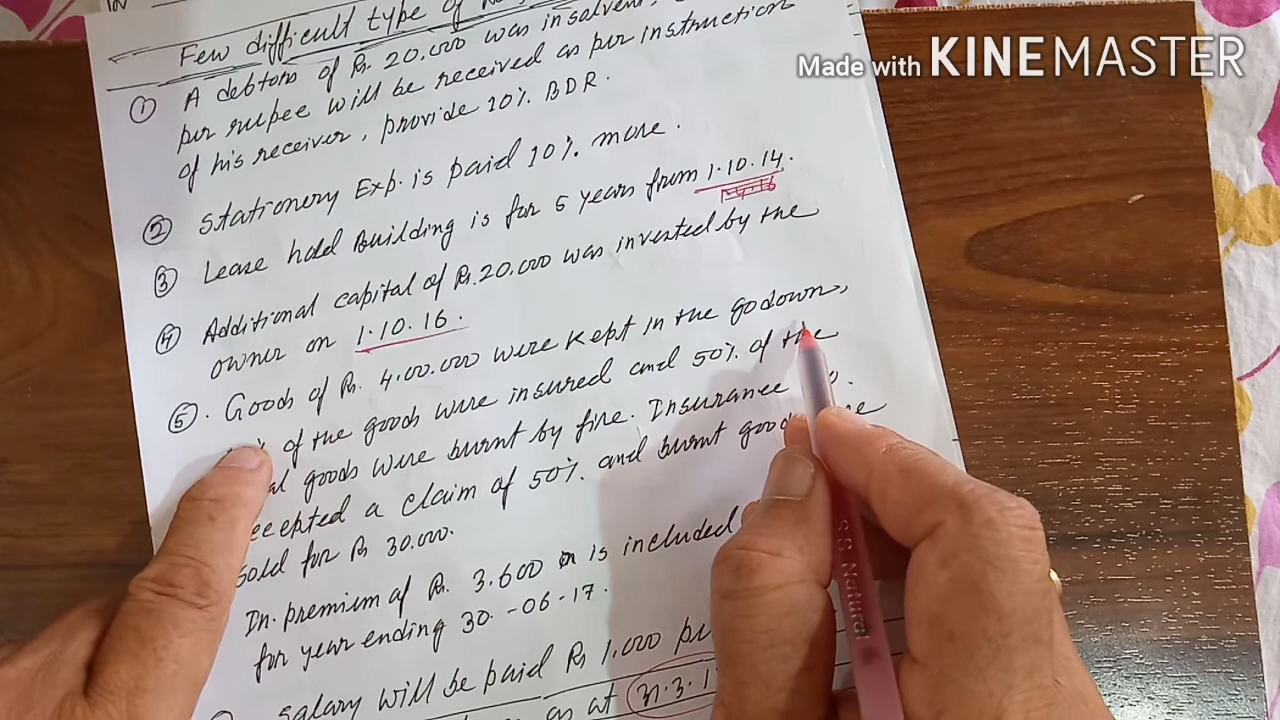 Made with KINEMASTER
Few difficult type of
① A debtors of Rs. 20,000 was insolvent,
per rupee will be received as per instruction
of his receiver, provide 10% BDR.
② Stationery Exp. is paid 10% more.
③ Lease hold Building is for 5 years from 1.10.14.
④ Additional capital of Rs. 20,000 was invested by the
owner on 1.10.16.
⑤. Goods of Rs. 4,00,000 were kept in the godown,
% of the goods were insured and 50% of the
goods were burnt by fire. Insurance
a claim of 50%. and burnt
sold for Rs 30,000.
In. premium of Rs. 3,600 is included
for year ending 30.-06-17.
Salary will be paid Rs 1,000
as at 31.3.1
S S Natural